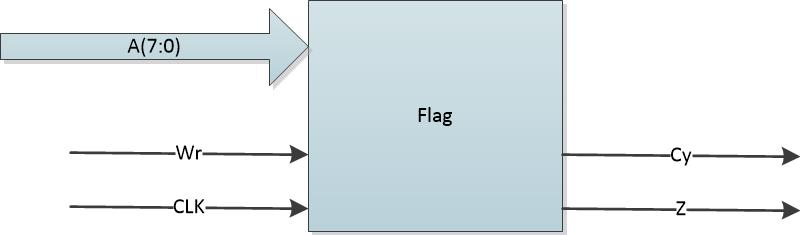 A(7:0)
Flag
Wr
Cy
CLK
Z